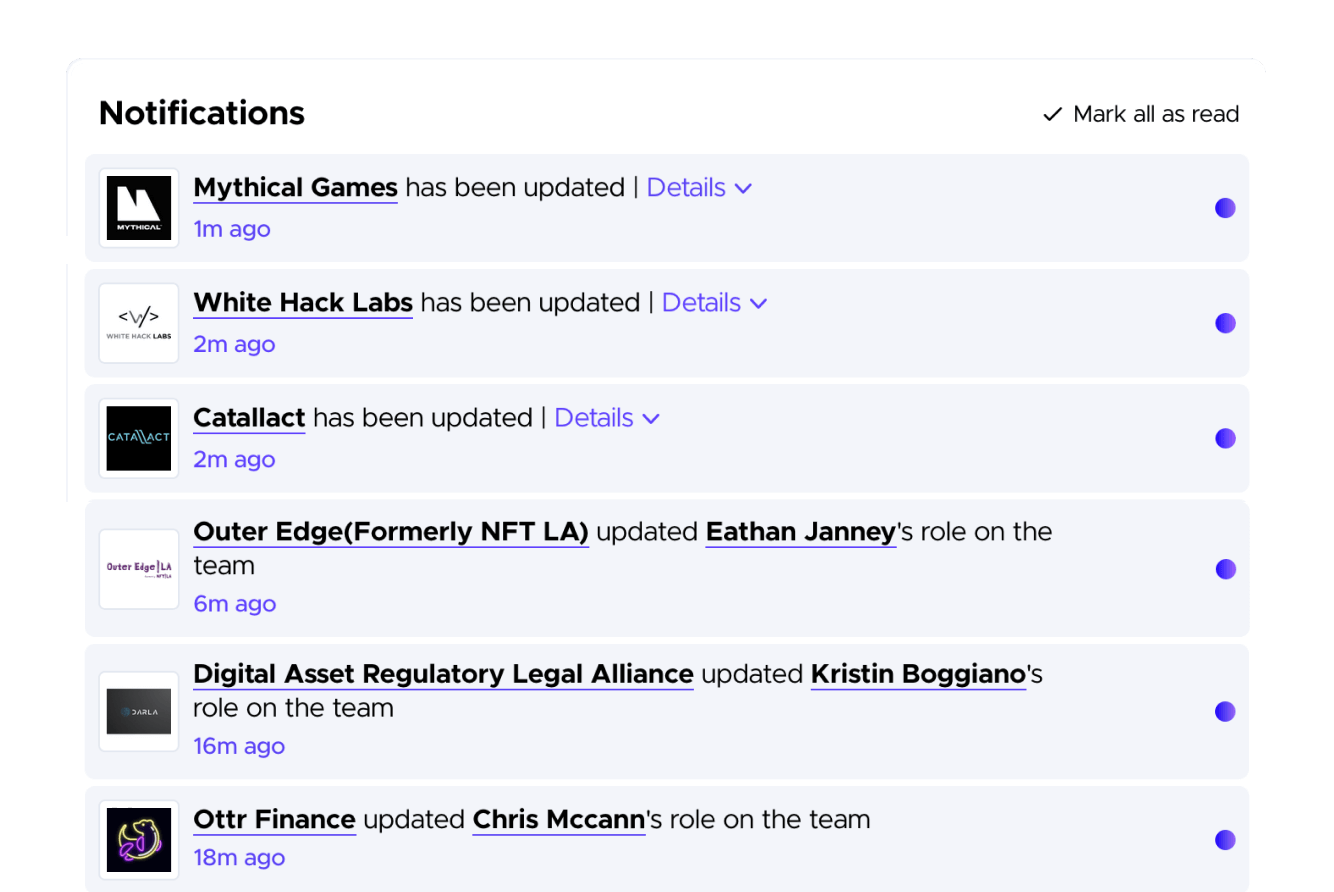 Notifications
Mark all as read
MYTHICAL
Mythical Games has been updated | Details
1m ago
</>
WHITE HACK LABS
White Hack Labs has been updated | Details
2m ago
CATALLACT
Catallact has been updated | Details
2m ago
Outer Edge|LA
Outer Edge(Formerly NFT LA) updated Eathan Janney's role on the
team
6m ago
DARLA
Digital Asset Regulatory Legal Alliance updated Kristin Boggiano's
role on the team
16m ago
Ottr Finance updated Chris Mccann's role on the team
18m ago